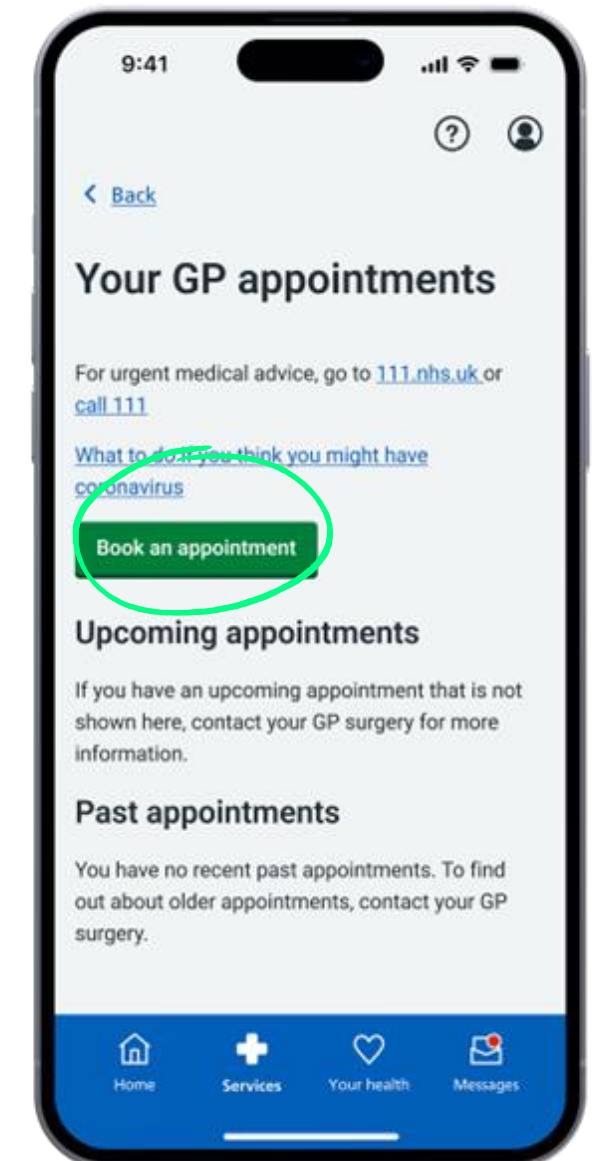 9:41
Back
Your GP appointments
For urgent medical advice, go to 111.nhs.uk or
call 111
What to do if you think you might have
coronavirus
Book an appointment
Upcoming appointments
If you have an upcoming appointment that is not
shown here, contact your GP surgery for more
information.
Past appointments
You have no recent past appointments. To find
out about older appointments, contact your GP
surgery.
Home Services Your health Messages